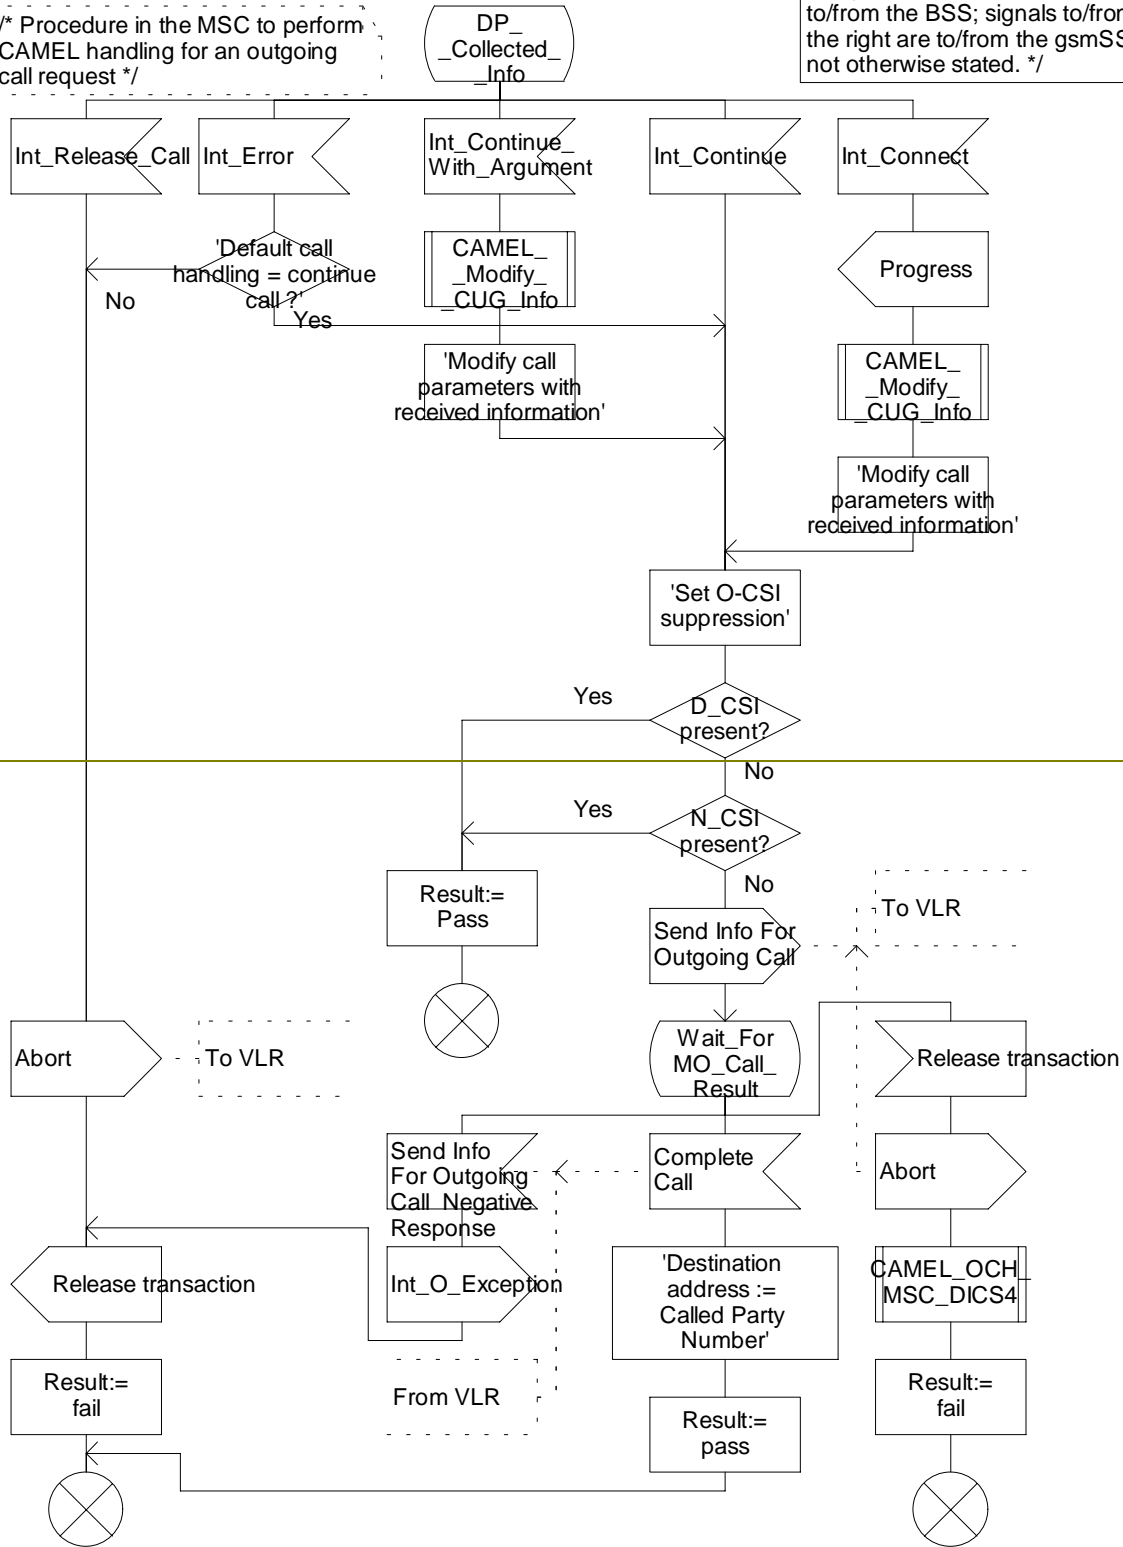 /* Procedure in the MSC to perform
CAMEL handling for an outgoing
call request */
DP_
_Collected_
_Info
to/from the BSS; signals to/from
the right are to/from the gsmSS
not otherwise stated. */
Int_Release_Call
Int_Error
Int_Continue_
With_Argument
Int_Continue
Int_Connect
'Default call
handling = continue
call ?'
No
Yes
CAMEL_
_Modify_
_CUG_Info
Progress
'Modify call
parameters with
received information'
CAMEL_
_Modify_
_CUG_Info
'Modify call
parameters with
received information'
'Set O-CSI
suppression'
Yes
D_CSI
present?
No
Yes
N_CSI
present?
No
Result:=
Pass
Send Info For
Outgoing Call
To VLR
Abort
To VLR
Wait_For
MO_Call_
Result
Release transaction
Send Info
For Outgoing
Call Negative
Response
Complete
Call
Abort
Release transaction
Int_O_Exception
'Destination
address :=
Called Party
Number'
CAMEL_OCH_
MSC_DICS4
Result:=
fail
From VLR
Result:=
pass
Result:=
fail